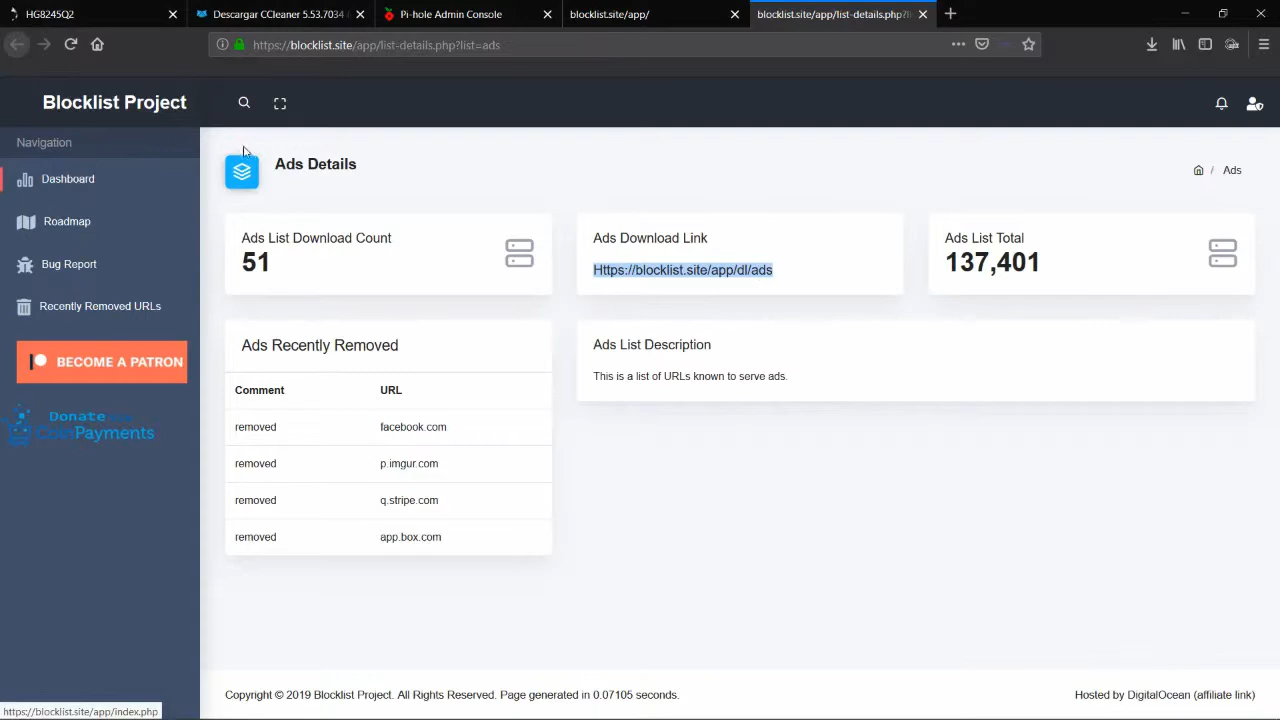 HG8245Q2
Descargar CCleaner 5.53.7034
Pi-hole Admin Console
blocklist.site/app/
blocklist.site/app/list-details.php?l
https://blocklist.site/app/list-details.php?list=ads
Blocklist Project
Navigation
Dashboard
Roadmap
Bug Report
Recently Removed URLs
BECOME A PATRON
Donate
CoinPayments
Ads Details
/ Ads
Ads List Download Count
51
Ads Download Link
Https://blocklist.site/app/dl/ads
Ads List Total
137,401
Ads Recently Removed
Comment URL
removed facebook.com
removed p.imgur.com
removed q.stripe.com
removed app.box.com
Ads List Description
This is a list of URLs known to serve ads.
Copyright © 2019 Blocklist Project. All Rights Reserved. Page generated in 0.07105 seconds.
Hosted by DigitalOcean (affiliate link)
https://blocklist.site/app/index.php